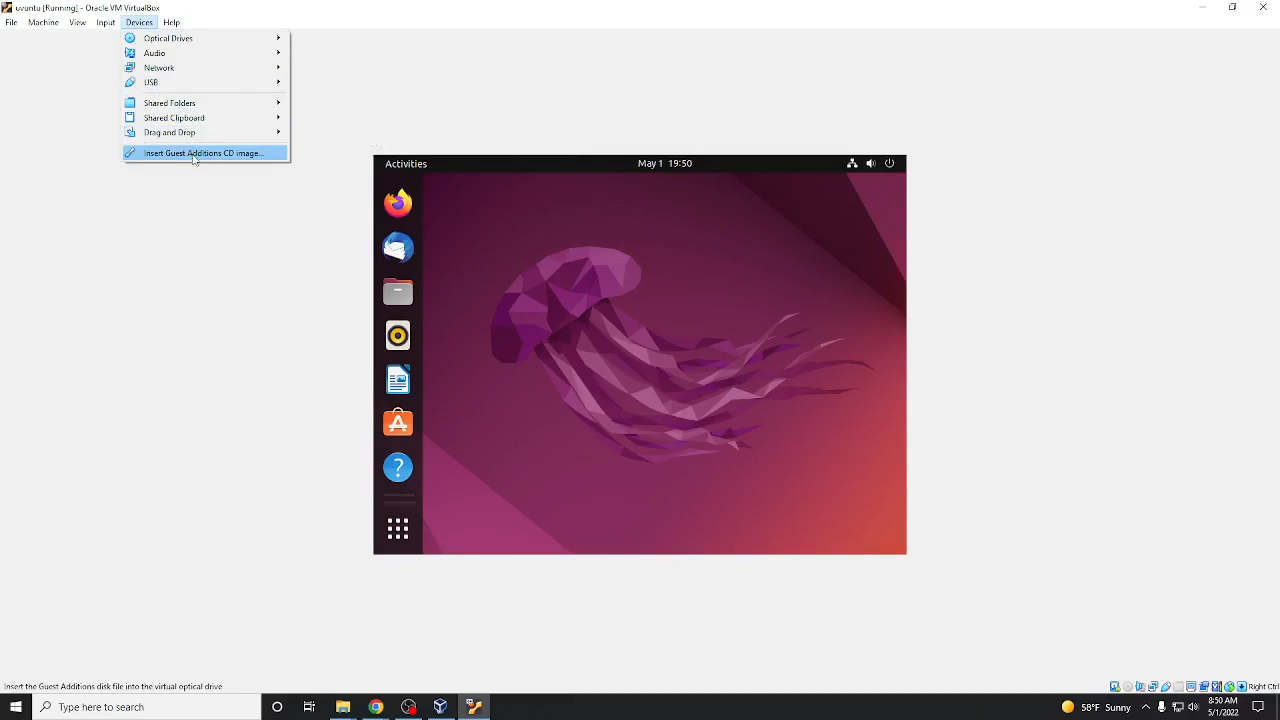 uvuntu [Running] - Oracle VM VirtualBox
File Machine View Input Devices Help
Optical Drives
Audio
Network
USB
Shared Folders
Shared Clipboard
Drag and Drop
Insert Guest Additions CD image...
Activities May 1 19:50
Insert the Guest Additions disk file into the virtual optical drive Right Ctrl
Type here to search 58°F Sunny 8:50 AM
5/1/2022